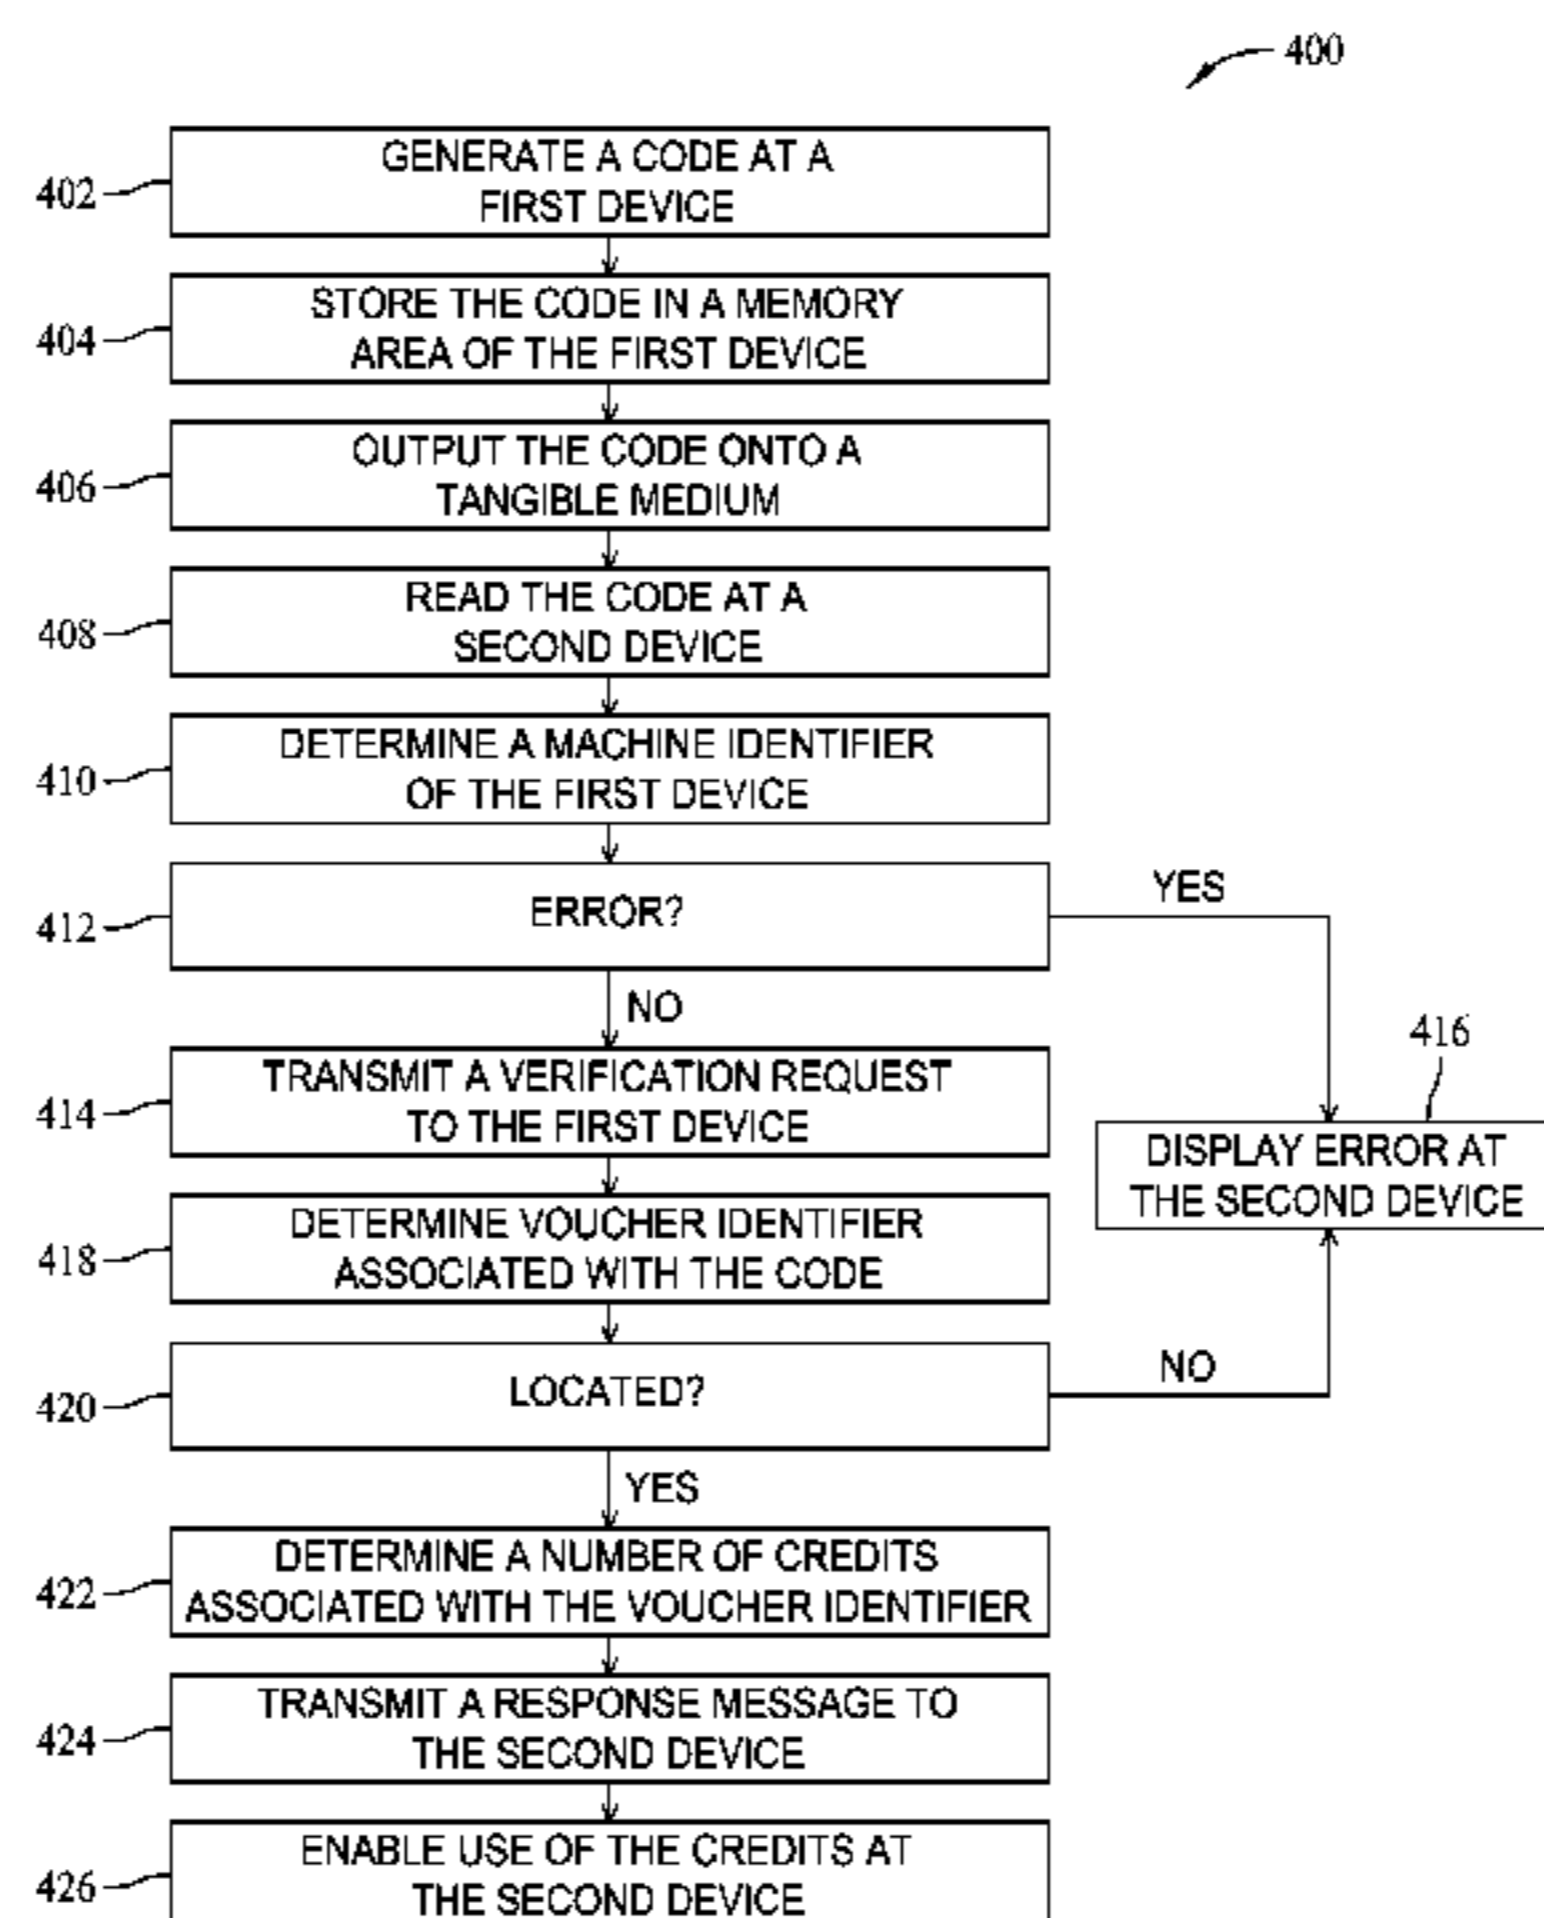 400
402
GENERATE A CODE AT A
FIRST DEVICE
404
STORE THE CODE IN A MEMORY
AREA OF THE FIRST DEVICE
406
OUTPUT THE CODE ONTO A
TANGIBLE MEDIUM
408
READ THE CODE AT A
SECOND DEVICE
410
DETERMINE A MACHINE IDENTIFIER
OF THE FIRST DEVICE
412
ERROR?
YES
NO
414
TRANSMIT A VERIFICATION REQUEST
TO THE FIRST DEVICE
416
DISPLAY ERROR AT
THE SECOND DEVICE
418
DETERMINE VOUCHER IDENTIFIER
ASSOCIATED WITH THE CODE
420
LOCATED?
NO
YES
422
DETERMINE A NUMBER OF CREDITS
ASSOCIATED WITH THE VOUCHER IDENTIFIER
424
TRANSMIT A RESPONSE MESSAGE TO
THE SECOND DEVICE
426
ENABLE USE OF THE CREDITS AT
THE SECOND DEVICE